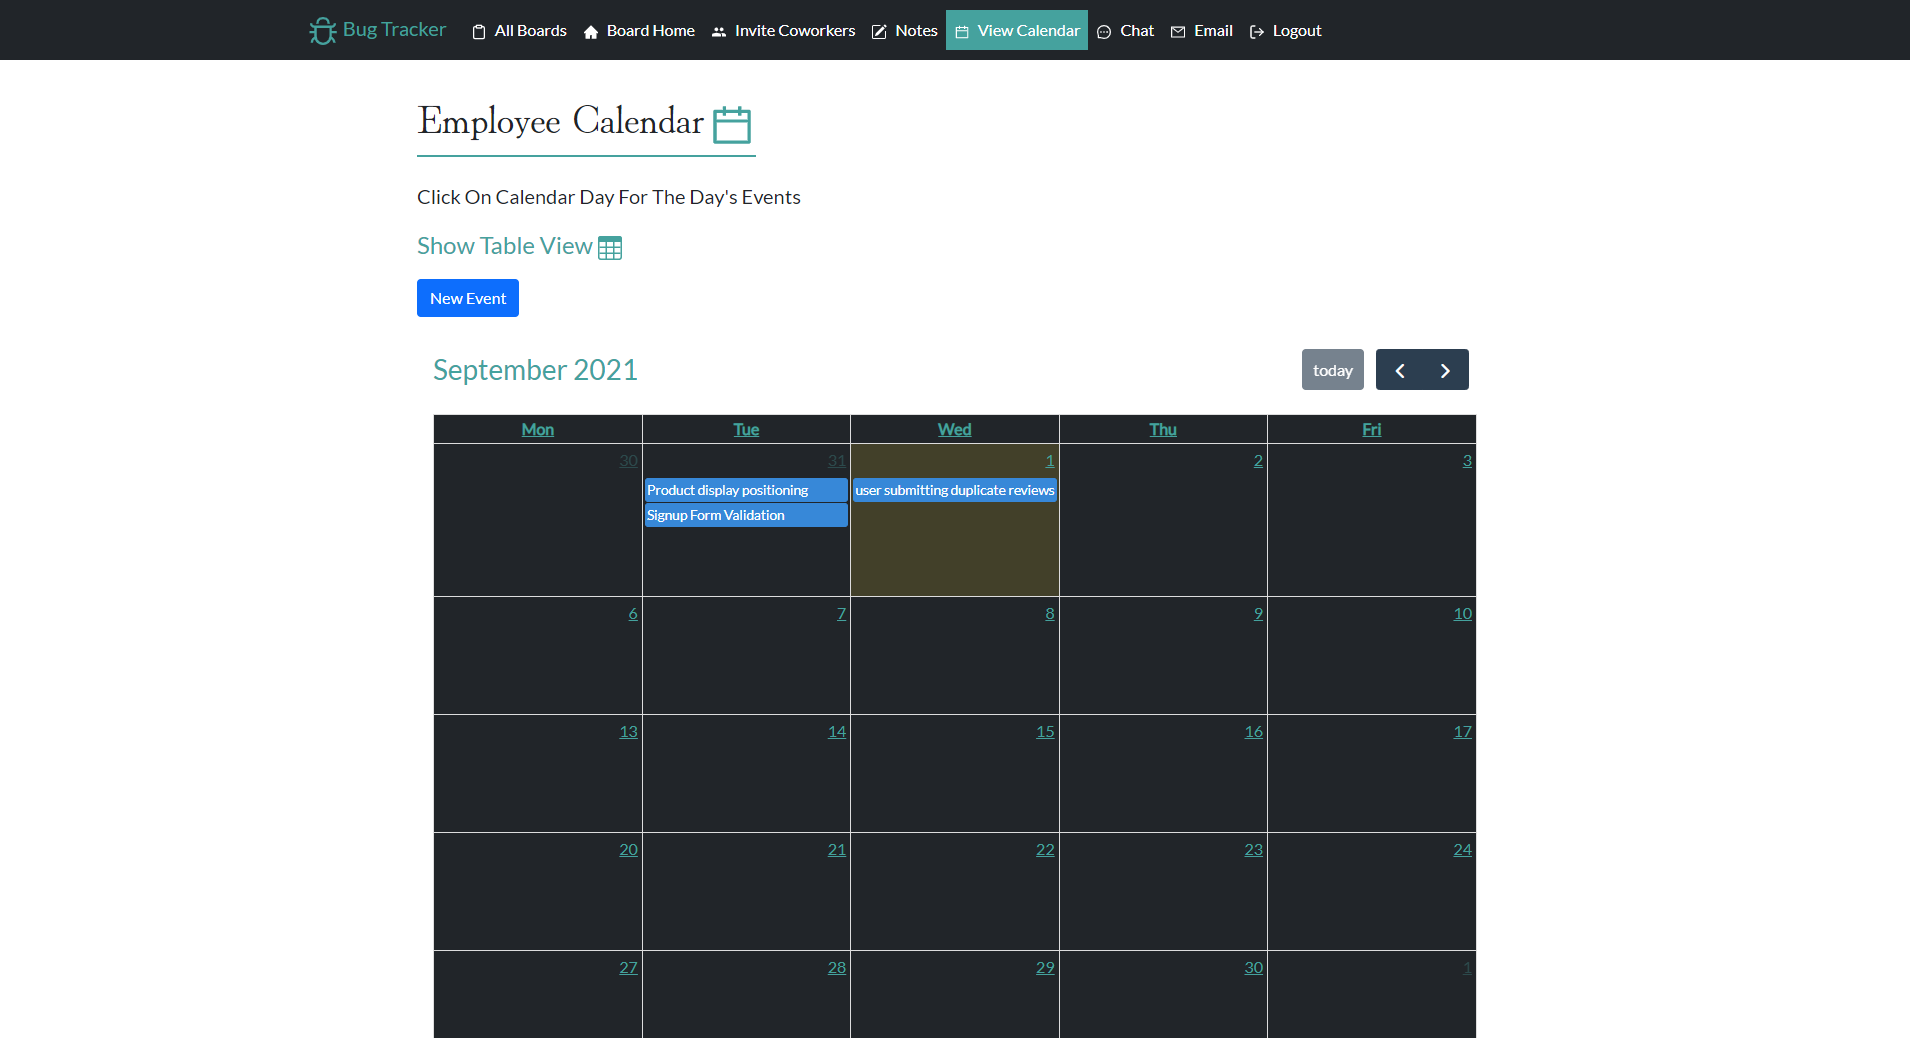 Bug Tracker All Boards Board Home Invite Coworkers Notes View Calendar Chat Email Logout
Employee Calendar
Click On Calendar Day For The Day's Events
Show Table View
New Event
September 2021 today
Mon Tue Wed Thu Fri
30 31 1 2 3
Product display positioning user submitting duplicate reviews
Signup Form Validation
6 7 8 9 10
13 14 15 16 17
20 21 22 23 24
27 28 29 30 1